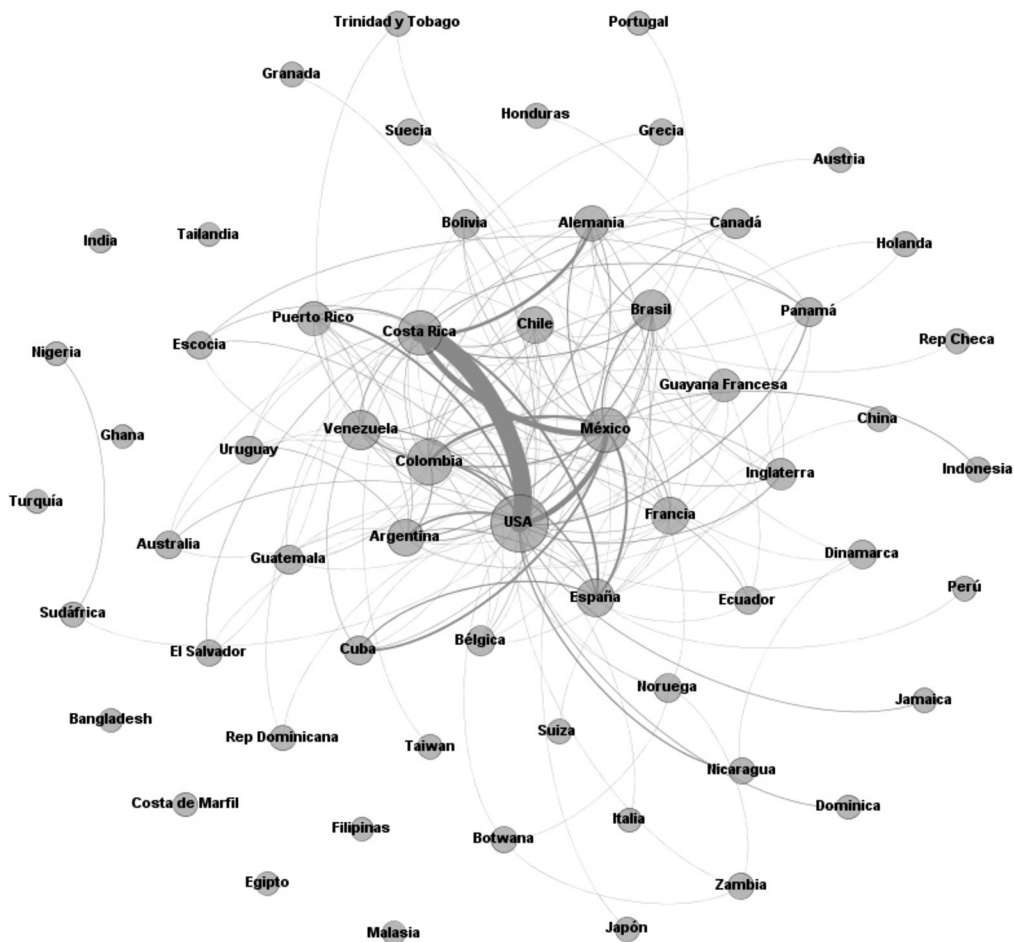 Trinidad y Tobago
Portugal
Granada
Honduras
Suecia
Grecia
Austria
Bolivia
Alemania
Canadá
India
Tailandia
Holanda
Puerto Rico
Costa Rica
Chile
Brasil
Panamá
Nigeria
Escocia
Rep Checa
Guayana Francesa
China
Ghana
Venezuela
México
Uruguay
Colombia
Inglaterra
Indonesia
Turquía
USA
Francia
Argentina
Australia
Guatemala
Dinamarca
Perú
España
Ecuador
Sudáfrica
El Salvador
Cuba
Bélgica
Noruega
Jamaica
Bangladesh
Rep Dominicana
Taiwan
Suiza
Nicaragua
Costa de Marfil
Dominica
Filipinas
Italia
Botwana
Egipto
Zambia
Malasia
Japón